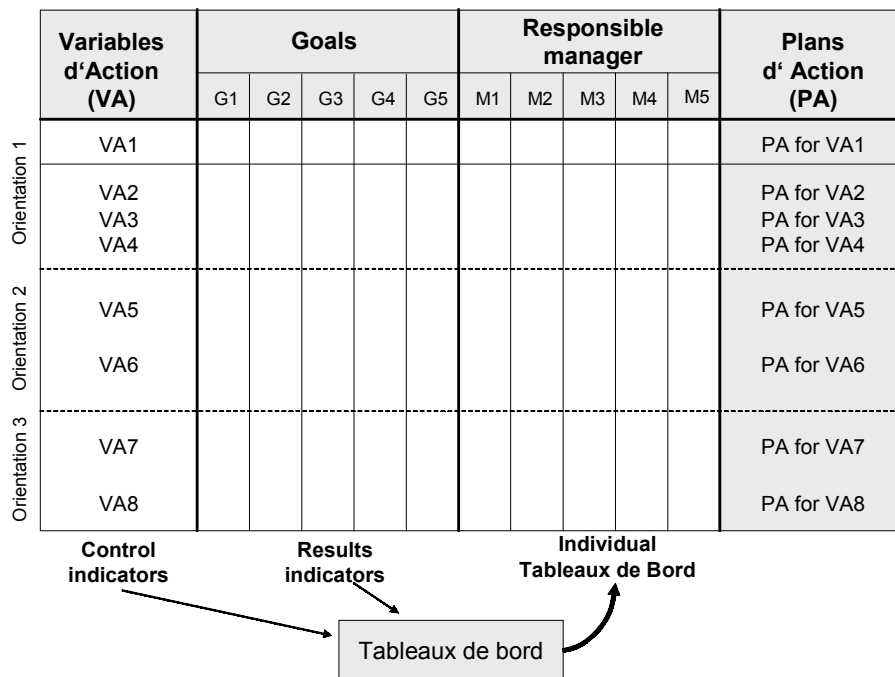 Variables
d‘Action
(VA)
Goals
Responsible
manager
Plans
d‘ Action
(PA)
G1 G2 G3 G4 G5 M1 M2 M3 M4 M5
Orientation 1
VA1 PA for VA1
VA2 PA for VA2
VA3 PA for VA3
VA4 PA for VA4
Orientation 2
VA5 PA for VA5
VA6 PA for VA6
Orientation 3
VA7 PA for VA7
VA8 PA for VA8
Control
indicators
Results
indicators
Individual
Tableaux de Bord
Tableaux de bord